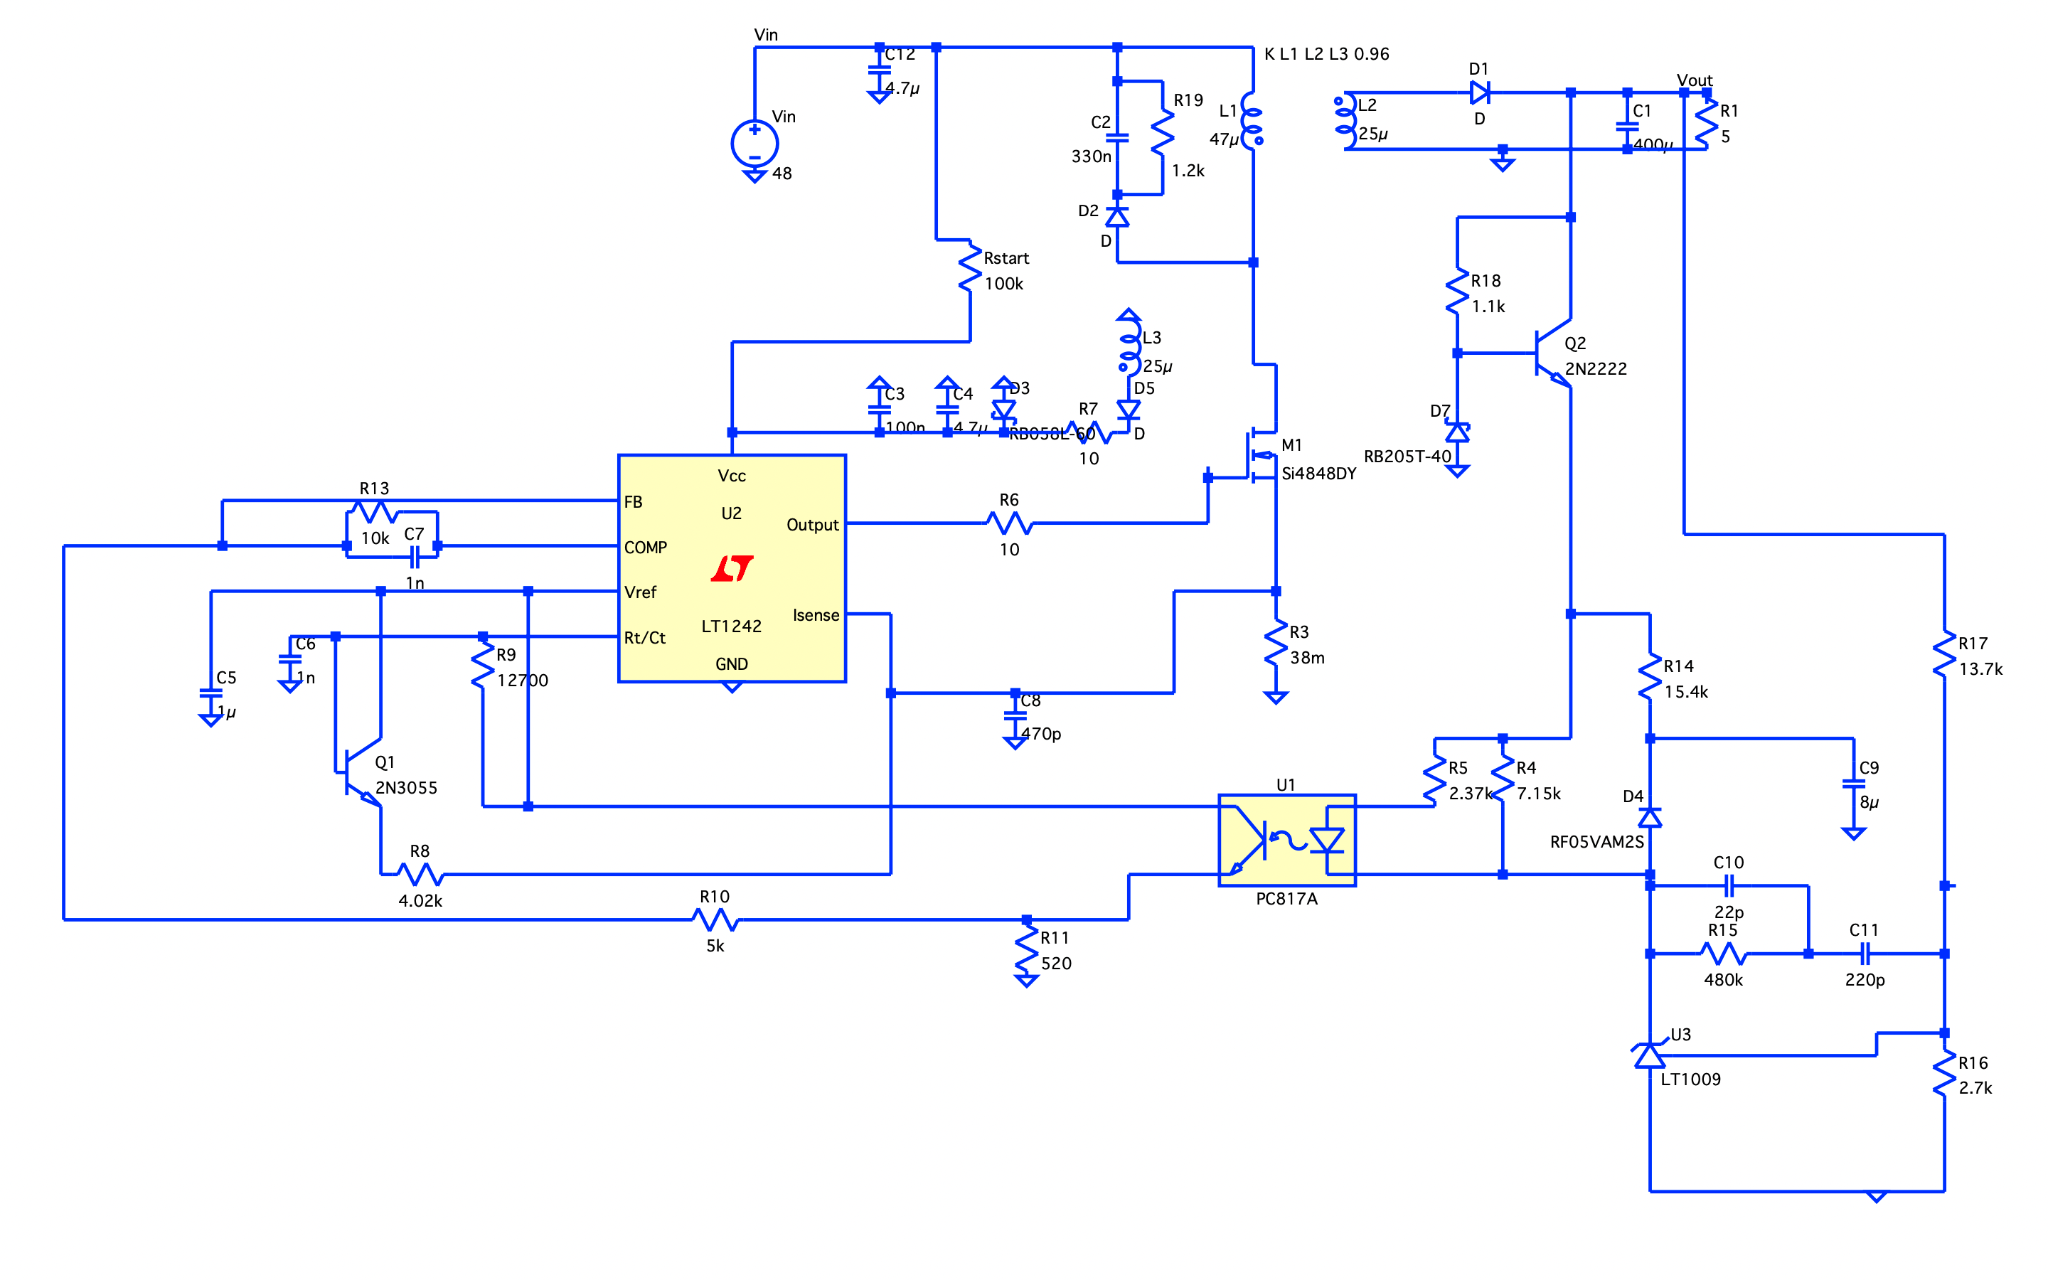 Vin
C12
4.7µ
Vin
48
K L1 L2 L3 0.96
R19
1.2k
C2
330n
L1
47µ
D2
D
L2
25µ
D1
D
Vout
C1
400µ
R1
5
Rstart
100k
R18
1.1k
Q2
2N2222
D7
RB205T-40
L3
25µ
C3
100n
C4
4.7µ
D3
RB058L-60
R7
10
D5
D
M1
Si4848DY
Vcc
U2
FB
COMP
Vref
Rt/Ct
Output
Isense
LT1242
GND
R13
10k
C7
1n
R6
10
C6
1n
C5
1µ
R9
12700
R3
38m
C8
470p
Q1
2N3055
R8
4.02k
R10
5k
R11
520
U1
PC817A
R5
2.37k
R4
7.15k
R14
15.4k
R17
13.7k
C9
8µ
D4
RF05VAM2S
C10
22p
R15
480k
C11
220p
U3
LT1009
R16
2.7k